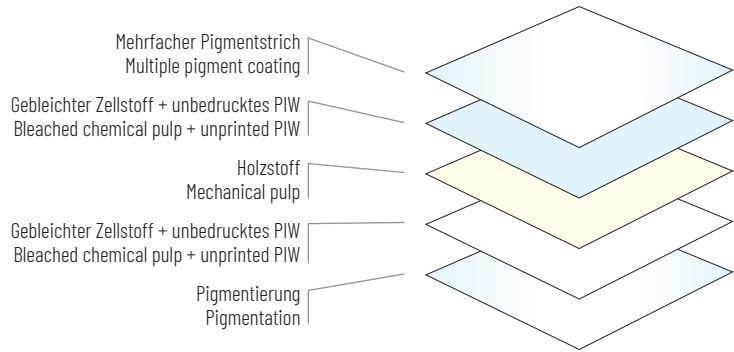 Mehrfacher Pigmentstrich
Multiple pigment coating
Gebleichter Zellstoff + unbedrucktes PIW
Bleached chemical pulp + unprinted PIW
Holzstoff
Mechanical pulp
Gebleichter Zellstoff + unbedrucktes PIW
Bleached chemical pulp + unprinted PIW
Pigmentierung
Pigmentation